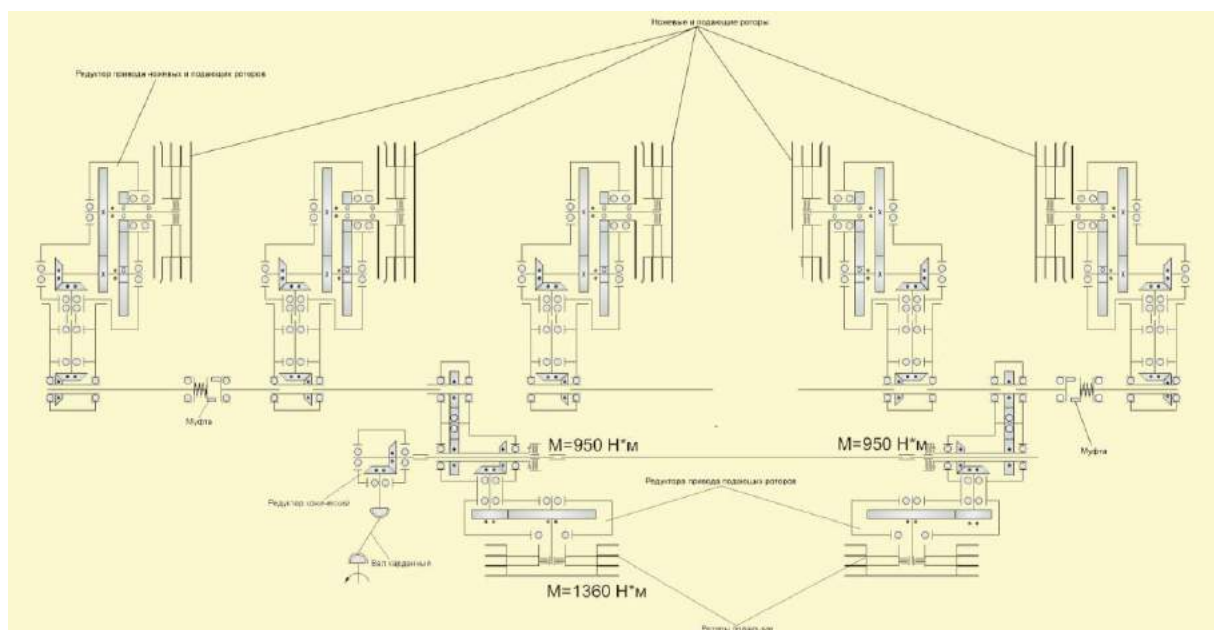 Ножевые и подающие роторы
Редуктор привода ножевых и подающих роторов
Муфта
М=950 Н*м
М=950 Н*м
Муфта
Редуктор конический
Редуктора привода подающих роторов
Вал карданный
М=1360 Н*м
Роторы